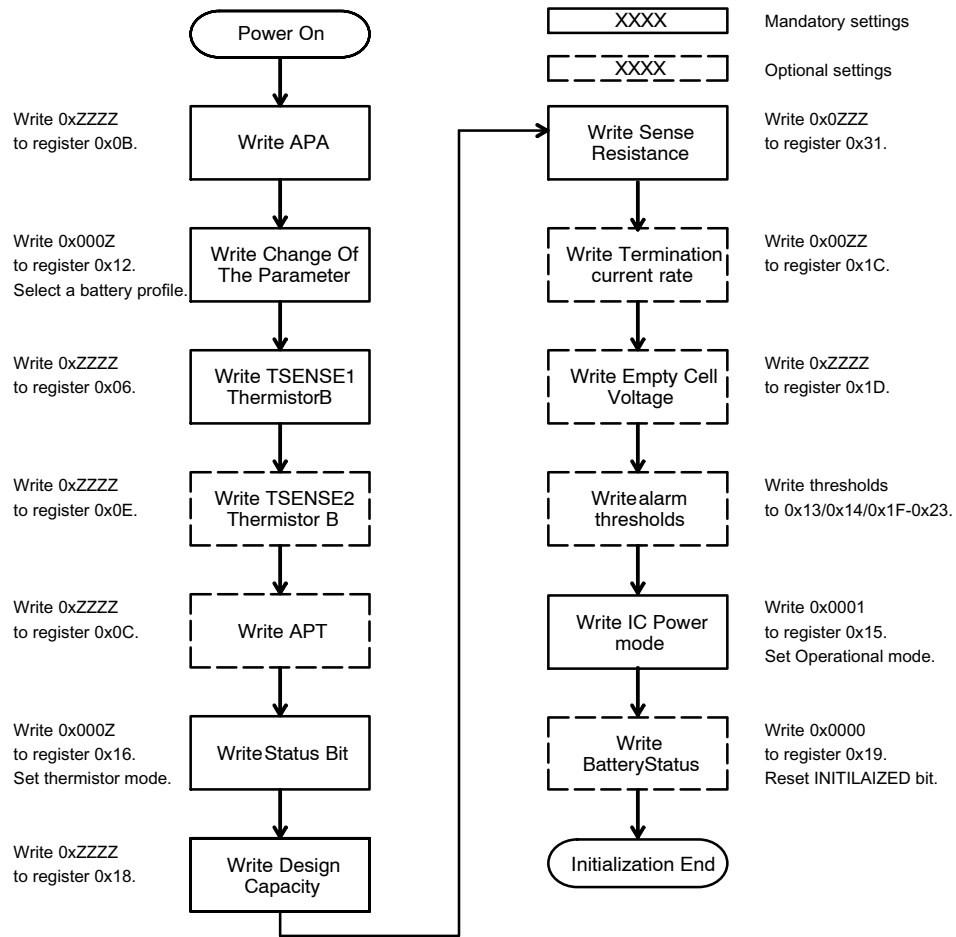 Power On
Write 0xZZZZ
to register 0x0B.
Write APA
Write 0x000Z
to register 0x12.
Select a battery profile.
Write Change Of
The Parameter
Write 0xZZZZ
to register 0x06.
Write TSENSE1
ThermistorB
Write 0xZZZZ
to register 0x0E.
Write TSENSE2
Thermistor B
Write 0xZZZZ
to register 0x0C.
Write APT
Write 0x000Z
to register 0x16.
Set thermistor mode.
WriteStatus Bit
Write 0xZZZZ
to register 0x18.
Write Design
Capacity
XXXX
Mandatory settings
XXXX
Optional settings
Write Sense
Resistance
Write 0x0ZZZ
to register 0x31.
Write Termination
current rate
Write 0x00ZZ
to register 0x1C.
Write Empty Cell
Voltage
Write 0xZZZZ
to register 0x1D.
Writealarm
thresholds
Write thresholds
to 0x13/0x14/0x1F-0x23.
Write IC Power
mode
Write 0x0001
to register 0x15.
Set Operational mode.
Write
BatteryStatus
Write 0x0000
to register 0x19.
Reset INITILAIZED bit.
Initialization End